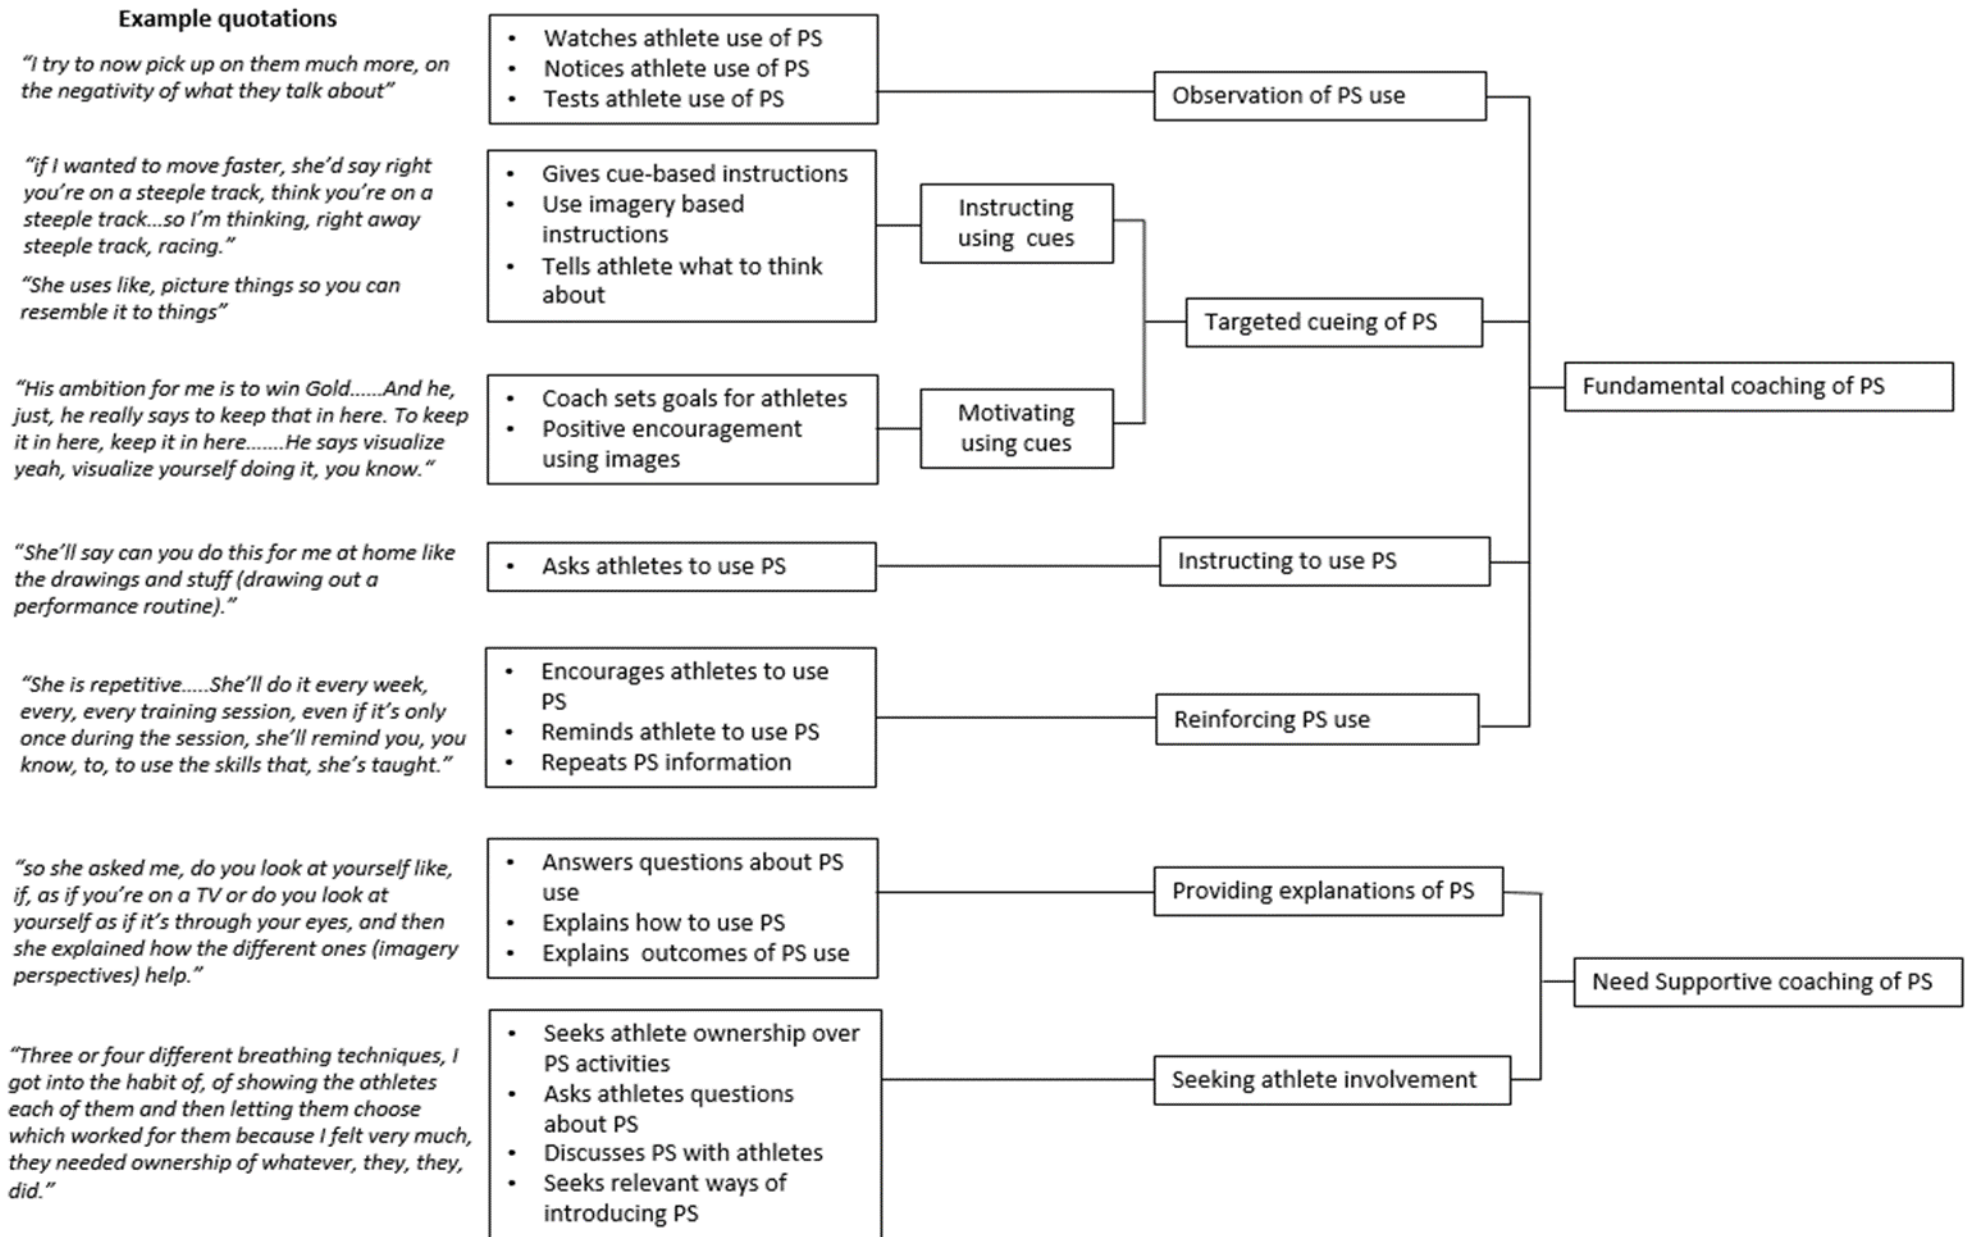 Example quotations
“I try to now pick up on them much more, on
the negativity of what they talk about”
• Watches athlete use of PS
• Notices athlete use of PS
• Tests athlete use of PS
Observation of PS use
“if I wanted to move faster, she’d say right
you’re on a steeple track, think you’re on a
steeple track...so I’m thinking, right away
steeple track, racing.”
“She uses like, picture things so you can
resemble it to things”
• Gives cue-based instructions
• Use imagery based
instructions
• Tells athlete what to think
about
Instructing
using cues
Targeted cueing of PS
“His ambition for me is to win Gold......And he,
just, he really says to keep that in here. To keep
it in here, keep it in here.......He says visualize
yeah, visualize yourself doing it, you know.“
• Coach sets goals for athletes
• Positive encouragement
using images
Motivating
using cues
Fundamental coaching of PS
“She’ll say can you do this for me at home like
the drawings and stuff (drawing out a
performance routine).”
• Asks athletes to use PS
Instructing to use PS
“She is repetitive.....She’ll do it every week,
every, every training session, even if it’s only
once during the session, she’ll remind you, you
know, to, to use the skills that, she’s taught.”
• Encourages athletes to use
PS
• Reminds athlete to use PS
• Repeats PS information
Reinforcing PS use
“so she asked me, do you look at yourself like,
if, as if you’re on a TV or do you look at
yourself as if it’s through your eyes, and then
she explained how the different ones (imagery
perspectives) help.”
• Answers questions about PS
use
• Explains how to use PS
• Explains outcomes of PS use
Providing explanations of PS
Need Supportive coaching of PS
“Three or four different breathing techniques, I
got into the habit of, of showing the athletes
each of them and then letting them choose
which worked for them because I felt very much,
they needed ownership of whatever, they, they,
did.”
• Seeks athlete ownership over
PS activities
• Asks athletes questions
about PS
• Discusses PS with athletes
• Seeks relevant ways of
introducing PS
Seeking athlete involvement